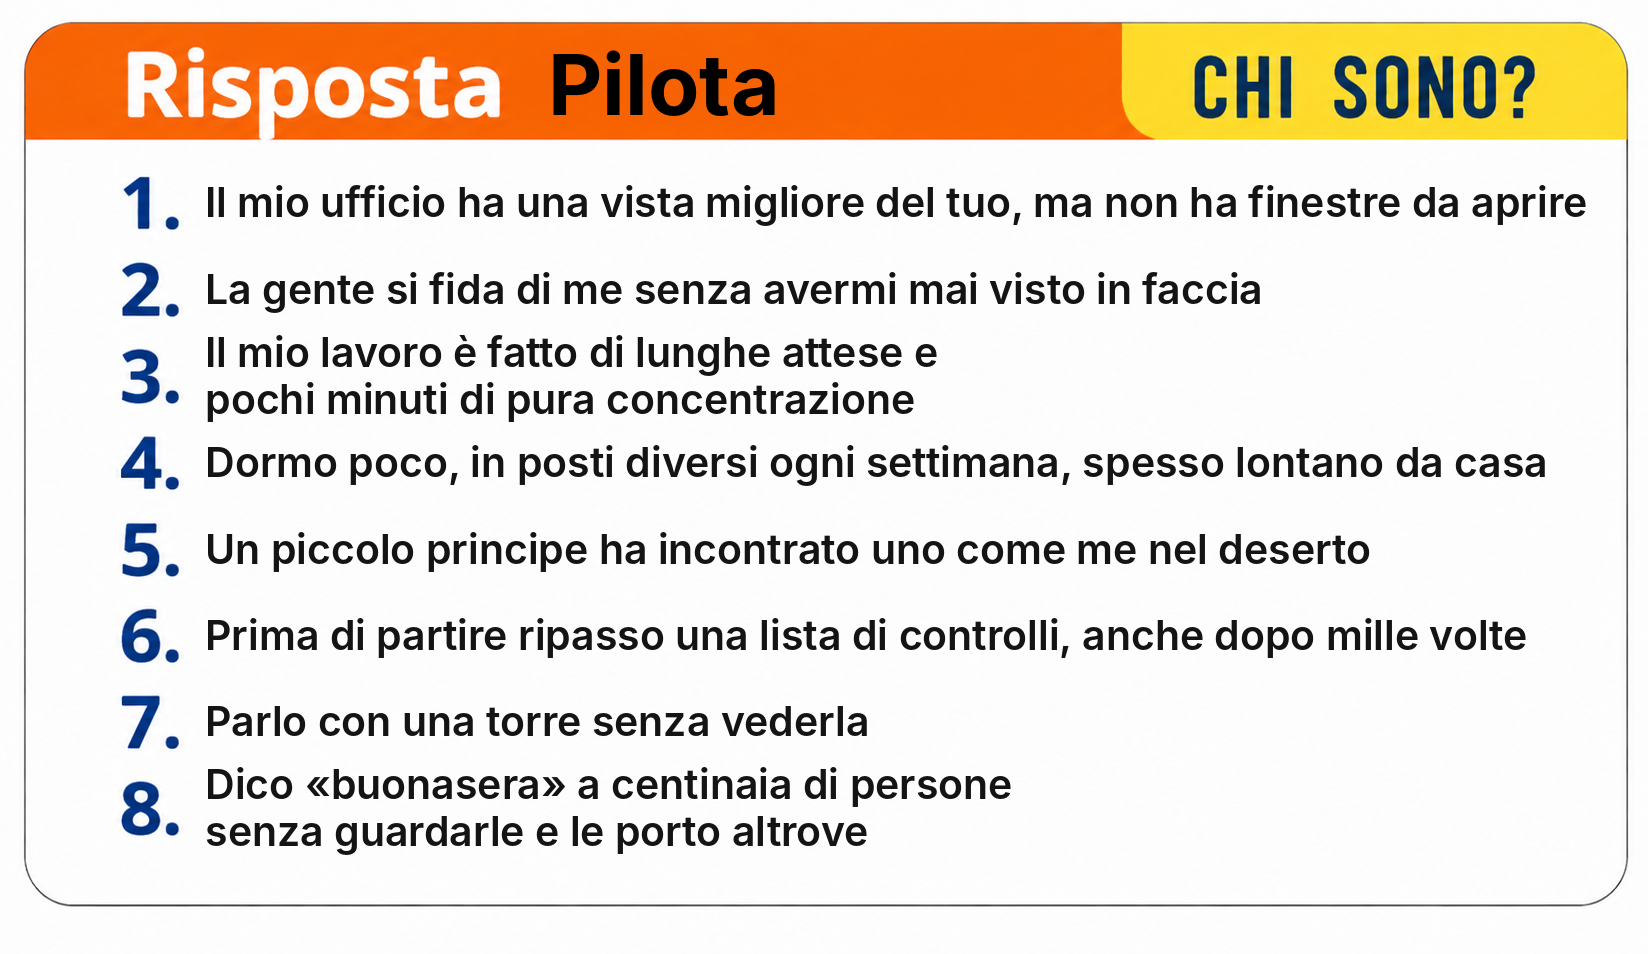 Risposta Pilota
CHI SONO?
1. Il mio ufficio ha una vista migliore del tuo, ma non ha finestre da aprire
2. La gente si fida di me senza avermi mai visto in faccia
3. Il mio lavoro è fatto di lunghe attese e
pochi minuti di pura concentrazione
4. Dormo poco, in posti diversi ogni settimana, spesso lontano da casa
5. Un piccolo principe ha incontrato uno come me nel deserto
6. Prima di partire ripasso una lista di controlli, anche dopo mille volte
7. Parlo con una torre senza vederla
8. Dico «buonasera» a centinaia di persone
senza guardarle e le porto altrove